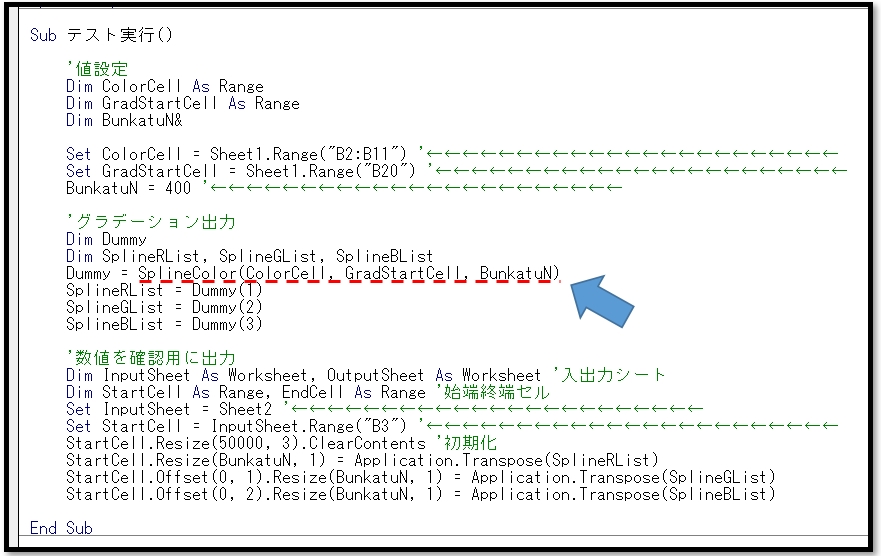 Sub テスト実行()
'値設定
Dim ColorCell As Range
Dim GradStartCell As Range
Dim BunkatuN&
Set ColorCell = Sheet1.Range("B2:B11") '←←←←←←←←←←←←←←←←←←←←←←←
Set GradStartCell = Sheet1.Range("B20") '←←←←←←←←←←←←←←←←←←←←←←←
BunkatuN = 400 '←←←←←←←←←←←←←←←←←←←←←←←
'グラデーション出力
Dim Dummy
Dim SplineRList, SplineGList, SplineBList
Dummy = SplineColor(ColorCell, GradStartCell, BunkatuN)
SplineRList = Dummy(1)
SplineGList = Dummy(2)
SplineBList = Dummy(3)
'数値を確認用に出力
Dim InputSheet As Worksheet, OutputSheet As Worksheet '入出力シート
Dim StartCell As Range, EndCell As Range '始端終端セル
Set InputSheet = Sheet2 '←←←←←←←←←←←←←←←←←←←←←←←
Set StartCell = InputSheet.Range("B3") '←←←←←←←←←←←←←←←←←←←←←←←
StartCell.Resize(50000, 3).ClearContents '初期化
StartCell.Resize(BunkatuN, 1) = Application.Transpose(SplineRList)
StartCell.Offset(0, 1).Resize(BunkatuN, 1) = Application.Transpose(SplineGList)
StartCell.Offset(0, 2).Resize(BunkatuN, 1) = Application.Transpose(SplineBList)
End Sub